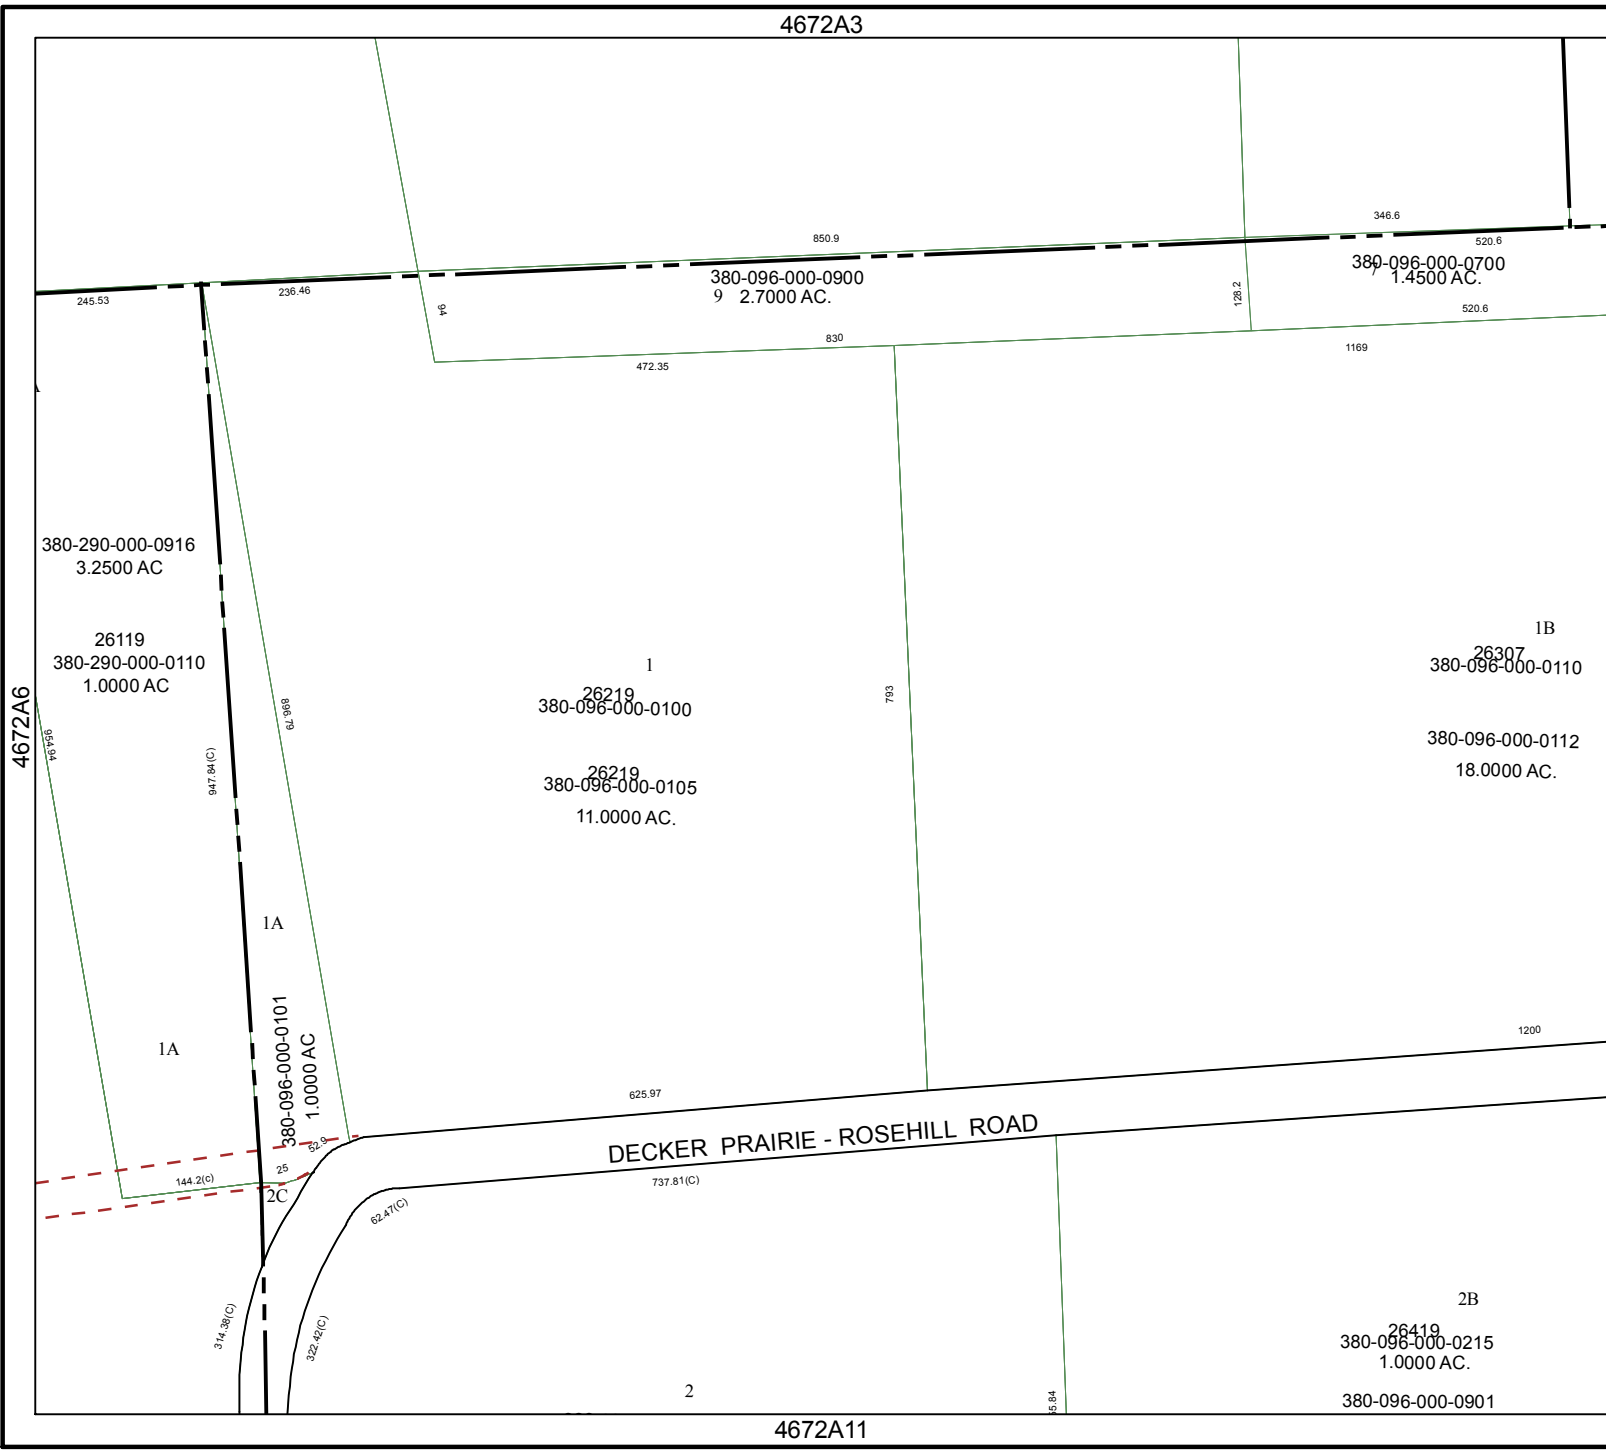 4672A3
346.6
850.9
520.6
380-096-000-0700
7
1.4500 AC.
380-096-000-0900
9 2.7000 AC.
245.53
236.46
94
128.2
520.6
830
1169
472.35
A
380-290-000-0916
3.2500 AC
26119
380-290-000-0110
1.0000 AC
1B
26307
380-096-000-0110
1
26219
380-096-000-0100
793
896.79
4672A6
954.94
947.84(C)
380-096-000-0112
18.0000 AC.
26219
380-096-000-0105
11.0000 AC.
1A
1A
380-096-000-0101
1.0000 AC
1200
625.97
DECKER PRAIRIE - ROSEHILL ROAD
52.9
25
144.2(c)
2C
737.81(C)
62.47(C)
314.38(C)
322.42(C)
2B
26419
380-096-000-0215
1.0000 AC.
2
380-096-000-0901
4672A11